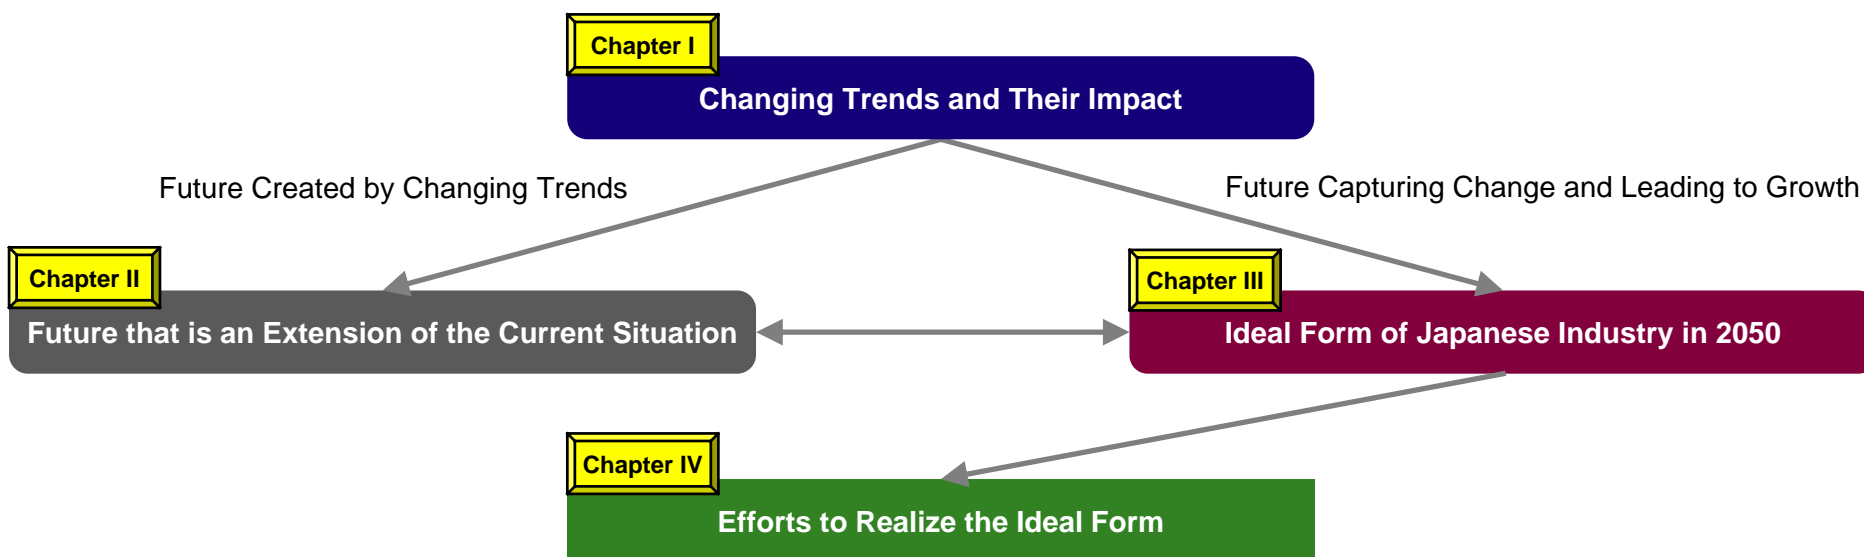 Chapter I
Changing Trends and Their Impact
Future Created by Changing Trends
Future Capturing Change and Leading to Growth
Chapter II
Future that is an Extension of the Current Situation
Chapter III
Ideal Form of Japanese Industry in 2050
Chapter IV
Efforts to Realize the Ideal Form